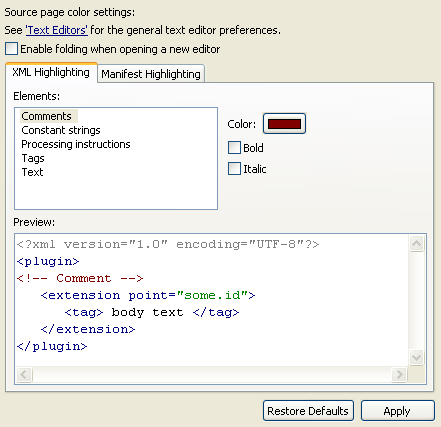 Source page color settings:
See 'Text Editors' for the general text editor preferences.
Enable folding when opening a new editor
XML Highlighting Manifest Highlighting
Elements:
Comments
Constant strings
Processing instructions
Tags
Text
Color:
Bold
Italic
Preview:
<?xml version="1.0" encoding="UTF-8"?>
<plugin>
<!-- Comment -->
   <extension point="some.id">
      <tag> body text </tag>
   </extension>
</plugin>
Restore Defaults Apply